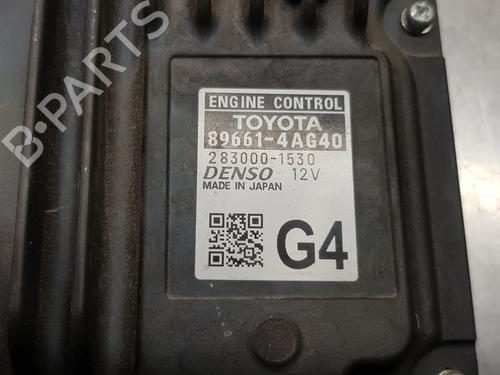 B-PARTS
ENGINE CONTROL
TOYOTA
89661-4AG40
283000-1530
DENSO 12V
MADE IN JAPAN
G4